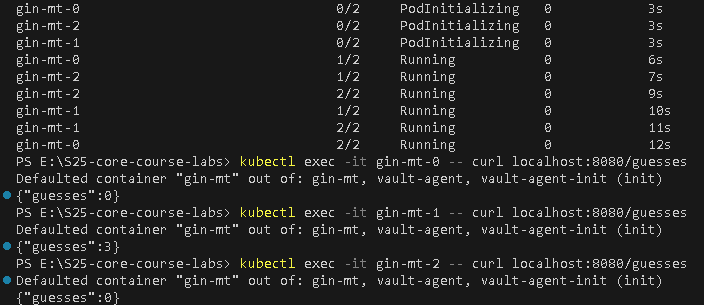 gin-mt-0 0/2 PodInitializing 0 3s
gin-mt-2 0/2 PodInitializing 0 3s
gin-mt-1 0/2 PodInitializing 0 3s
gin-mt-0 1/2 Running 0 6s
gin-mt-2 1/2 Running 0 7s
gin-mt-2 2/2 Running 0 9s
gin-mt-1 1/2 Running 0 10s
gin-mt-1 2/2 Running 0 11s
gin-mt-0 2/2 Running 0 12s
PS E:\S25-core-course-labs> kubectl exec -it gin-mt-0 -- curl localhost:8080/guesses
Defaulted container "gin-mt" out of: gin-mt, vault-agent, vault-agent-init (init)
{"guesses":0}
PS E:\S25-core-course-labs> kubectl exec -it gin-mt-1 -- curl localhost:8080/guesses
Defaulted container "gin-mt" out of: gin-mt, vault-agent, vault-agent-init (init)
{"guesses":3}
PS E:\S25-core-course-labs> kubectl exec -it gin-mt-2 -- curl localhost:8080/guesses
Defaulted container "gin-mt" out of: gin-mt, vault-agent, vault-agent-init (init)
{"guesses":0}